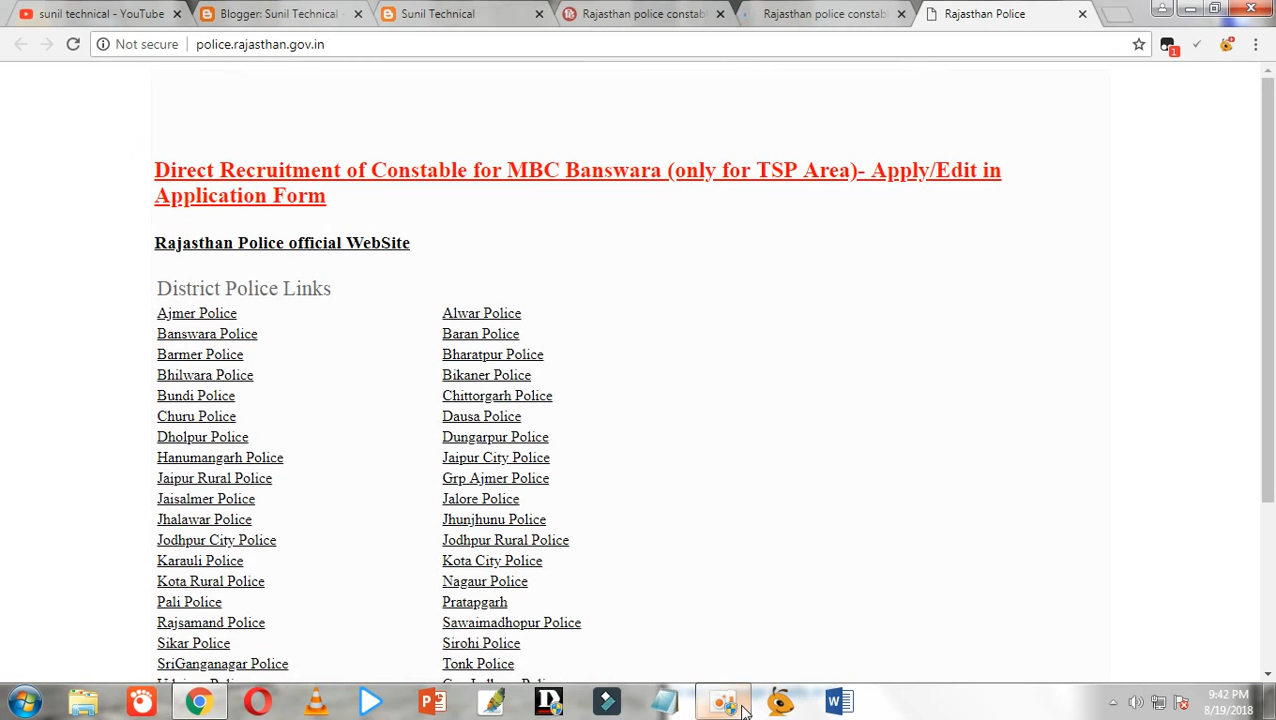 sunil technical - YouTube
Blogger: Sunil Technical -
Sunil Technical
Rajasthan police constab
Rajasthan police constab
Rajasthan Police
Not secure
police.rajasthan.gov.in
1
Direct Recruitment of Constable for MBC Banswara (only for TSP Area)- Apply/Edit in
Application Form
Rajasthan Police official WebSite
District Police Links
Ajmer Police
Alwar Police
Banswara Police
Baran Police
Barmer Police
Bharatpur Police
Bhilwara Police
Bikaner Police
Bundi Police
Chittorgarh Police
Churu Police
Dausa Police
Dholpur Police
Dungarpur Police
Hanumangarh Police
Jaipur City Police
Jaipur Rural Police
Grp Ajmer Police
Jaisalmer Police
Jalore Police
Jhalawar Police
Jhunjhunu Police
Jodhpur City Police
Jodhpur Rural Police
Karauli Police
Kota City Police
Kota Rural Police
Nagaur Police
Pali Police
Pratapgarh
Rajsamand Police
Sawaimadhopur Police
Sikar Police
Sirohi Police
SriGanganagar Police
Tonk Police
9:42 PM
8/19/2018